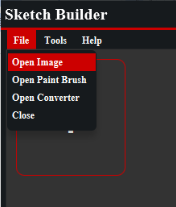 Sketch Builder
File Tools Help
Open Image
Open Paint Brush
Open Converter
Close